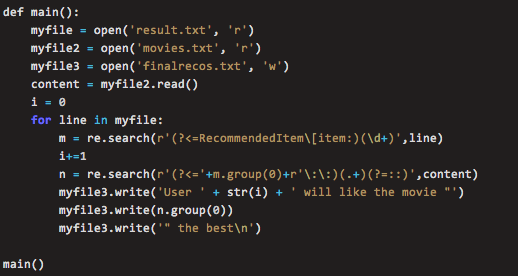 def main():
    myfile = open('result.txt', 'r')
    myfile2 = open('movies.txt', 'r')
    myfile3 = open('finalrecos.txt', 'w')
    content = myfile2.read()
    i = 0
    for line in myfile:
        m = re.search(r'(?<=RecommendedItem\[item:)(\d+)',line)
        i+=1
        n = re.search(r'(?<='+m.group(0)+r'\:\:)(.+)(?=::)',content)
        myfile3.write('User ' + str(i) + ' will like the movie "')
        myfile3.write(n.group(0))
        myfile3.write('" the best\n')
main()